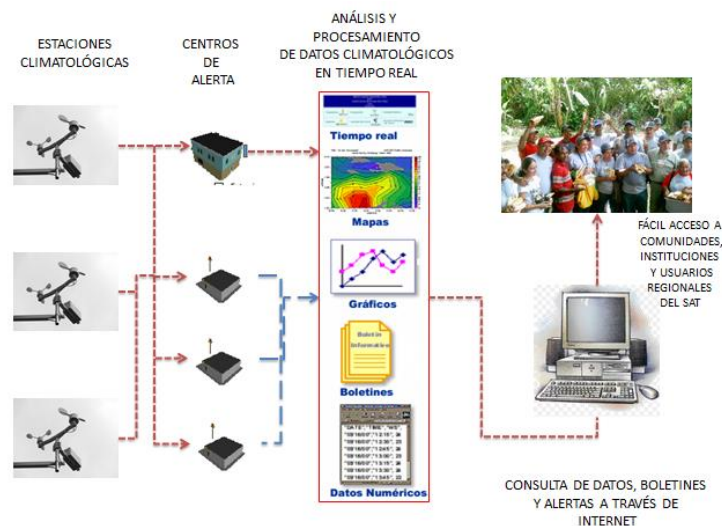 ESTACIONES
CLIMATOLÓGICAS
CENTROS
DE
ALERTA
ANÁLISIS Y
PROCESAMIENTO
DE DATOS CLIMATOLÓGICOS
EN TIEMPO REAL
Tiempo real
Mapas
Gráficos
Boletín
Informativo
Boletines
Datos Numéricos
FÁCIL ACCESO A
COMUNIDADES,
INSTITUCIONES
Y USUARIOS
REGIONALES
DEL SAT
CONSULTA DE DATOS, BOLETINES
Y ALERTAS A TRAVÉS DE
INTERNET